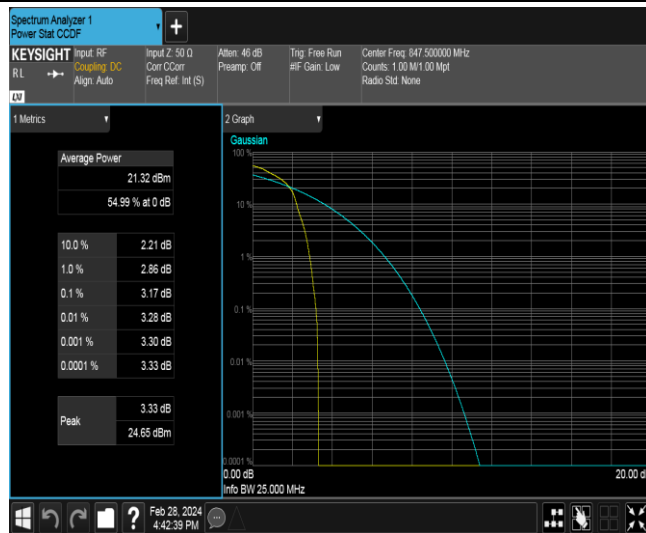 Spectrum Analyzer 1
Power Stat CCDF
+
KEYSIGHT
RL
Input: RF
Coupling: DC
Align: Auto
Input Z: 50 Ω
Corr CCorr
Freq Ref: Int (S)
Atten: 46 dB
Preamp: Off
Trig: Free Run
#IF Gain: Low
Center Freq: 847.500000 MHz
Counts: 1.00 M/1.00 Mpt
Radio Std: None
1 Metrics
Average Power
21.32 dBm
54.99 % at 0 dB
10.0 % 2.21 dB
1.0 % 2.86 dB
0.1 % 3.17 dB
0.01 % 3.28 dB
0.001 % 3.30 dB
0.0001 % 3.33 dB
Peak
3.33 dB
24.65 dBm
2 Graph
Gaussian
100 %
10 %
1 %
0.1 %
0.01 %
0.001 %
0.0001 %
0.00 dB
20.00 d
Info BW 25.000 MHz
?
Feb 28, 2024
4:42:39 PM